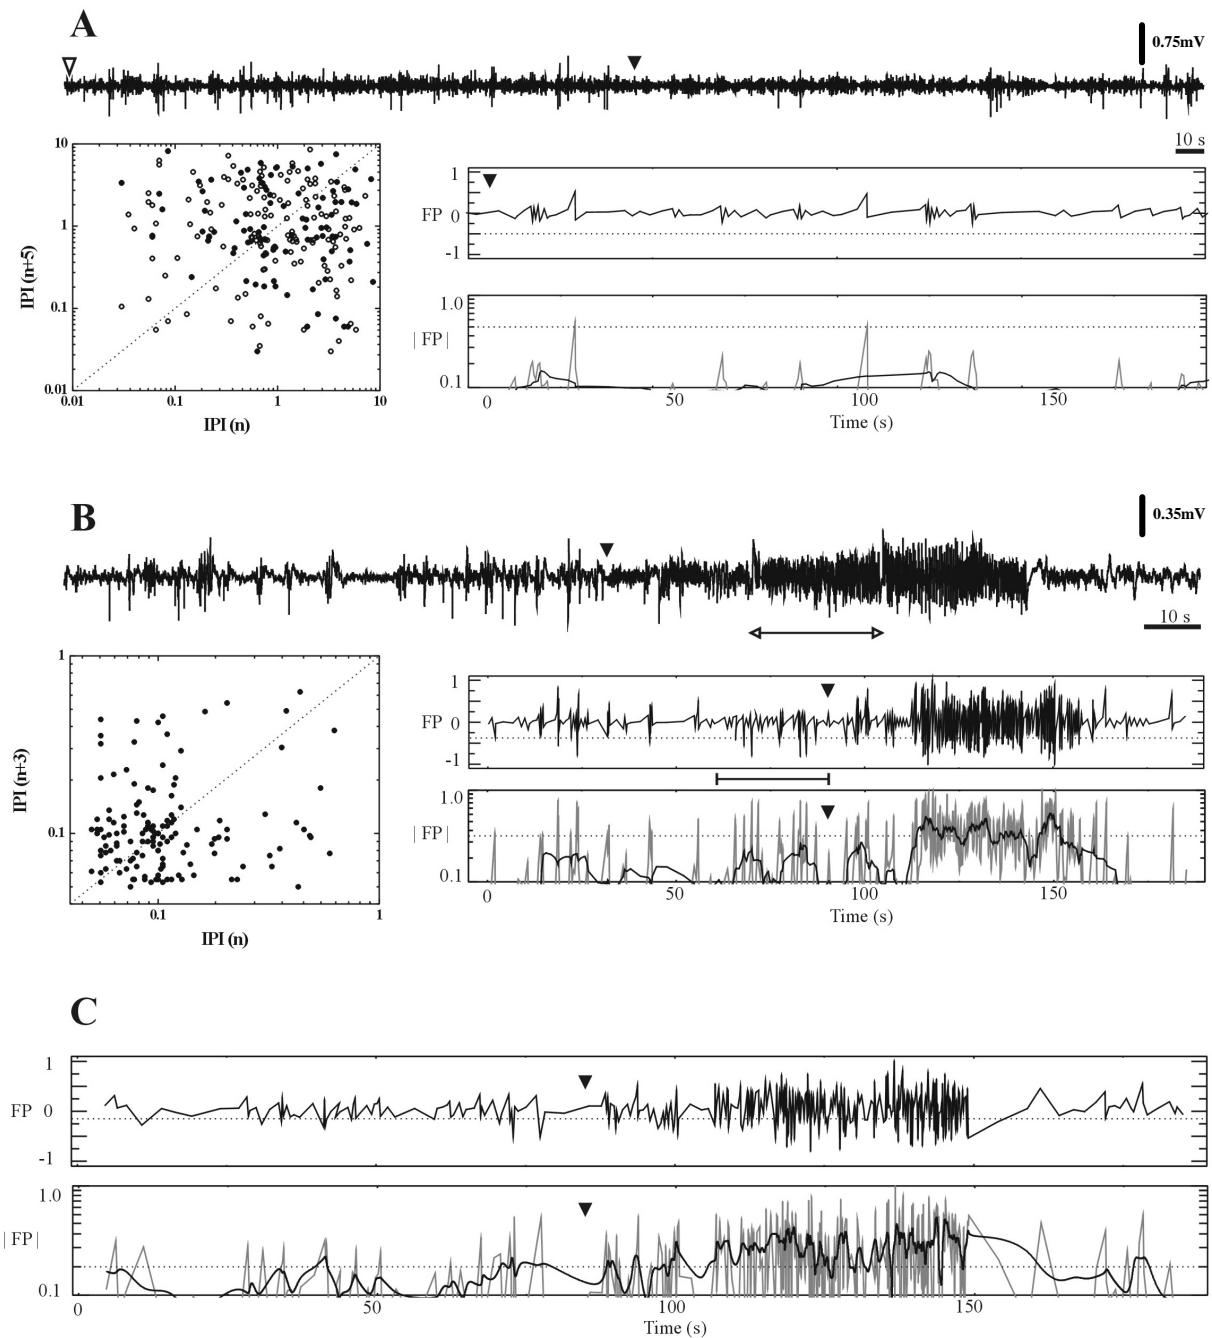 A
0.75mV
10 s
10
1
0.1
0.01
IPI (n+5)
0.01 0.1 1 10
IPI (n)
1
FP 0
-1
1.0
| FP |
0.1
0 50 100 150
Time (s)
B
0.35mV
10 s
1
0.1
IPI (n+3)
0.1 1
IPI (n)
1
FP 0
-1
1.0
| FP |
0.1
0 50 100 150
Time (s)
C
1
FP 0
-1
1.0
| FP |
0.1
0 50 100 150
Time (s)